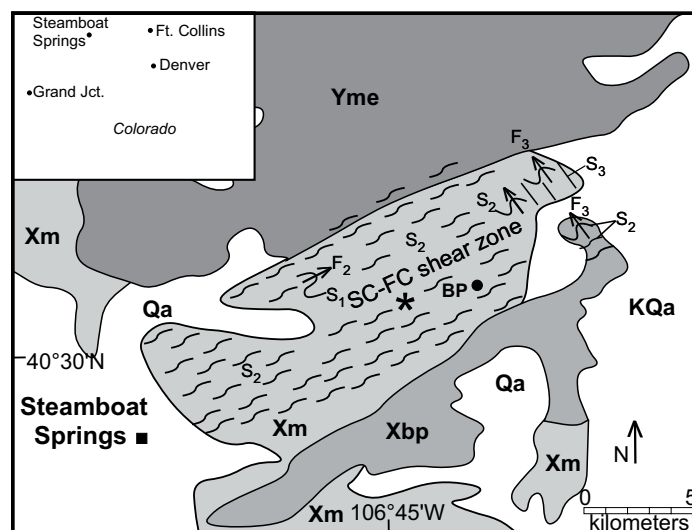 Steamboat
Springs
Ft. Collins
Denver
Grand Jct.
Colorado
Yme
F3
S3
S2
F3
S2
Xm
S2
F2
S1
SC-FC shear zone
*
BP
Qa
KQa
40°30'N
S2
Qa
Steamboat
Springs
Xm
Xbp
N
Xm
Xm
106°45'W
0
5
kilometers